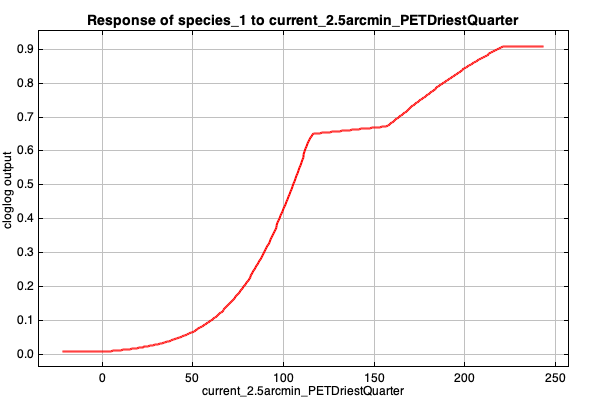 Response of species_1 to current_2.5arcmin_PETDriestQuarter
0.9
0.8
0.7
0.6
0.5
0.4
0.3
0.2
0.1
0.0
cloglog output
0 50 100 150 200 250
current_2.5arcmin_PETDriestQuarter